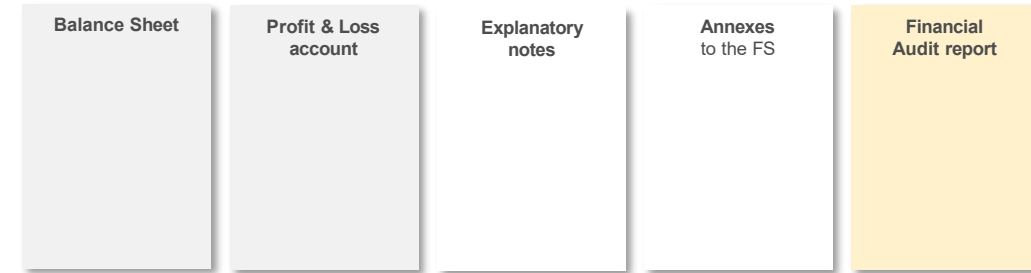 Balance Sheet
Profit & Loss
account
Explanatory
notes
Annexes
to the FS
Financial
Audit report